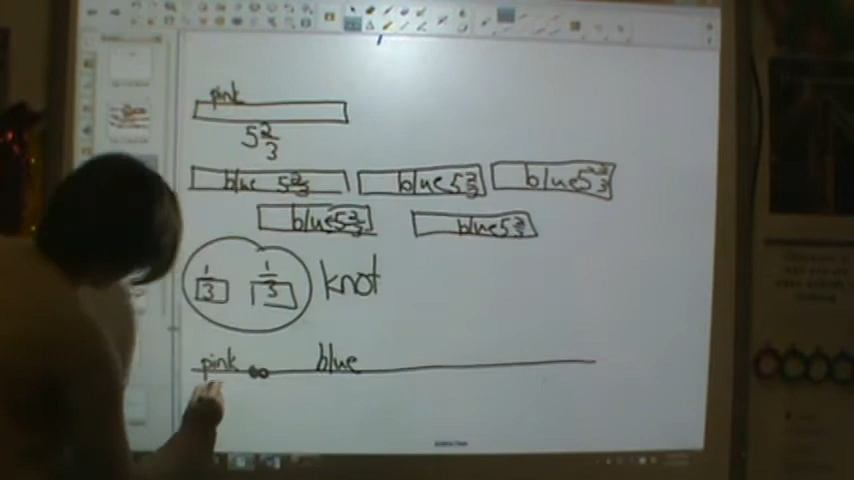 pink
5 2/3
blue 5 2/3 blue 5 2/3 blue 5 2/3
blue 5 2/3 blue 5 2/3
1/3 1/3 knot
pink blue